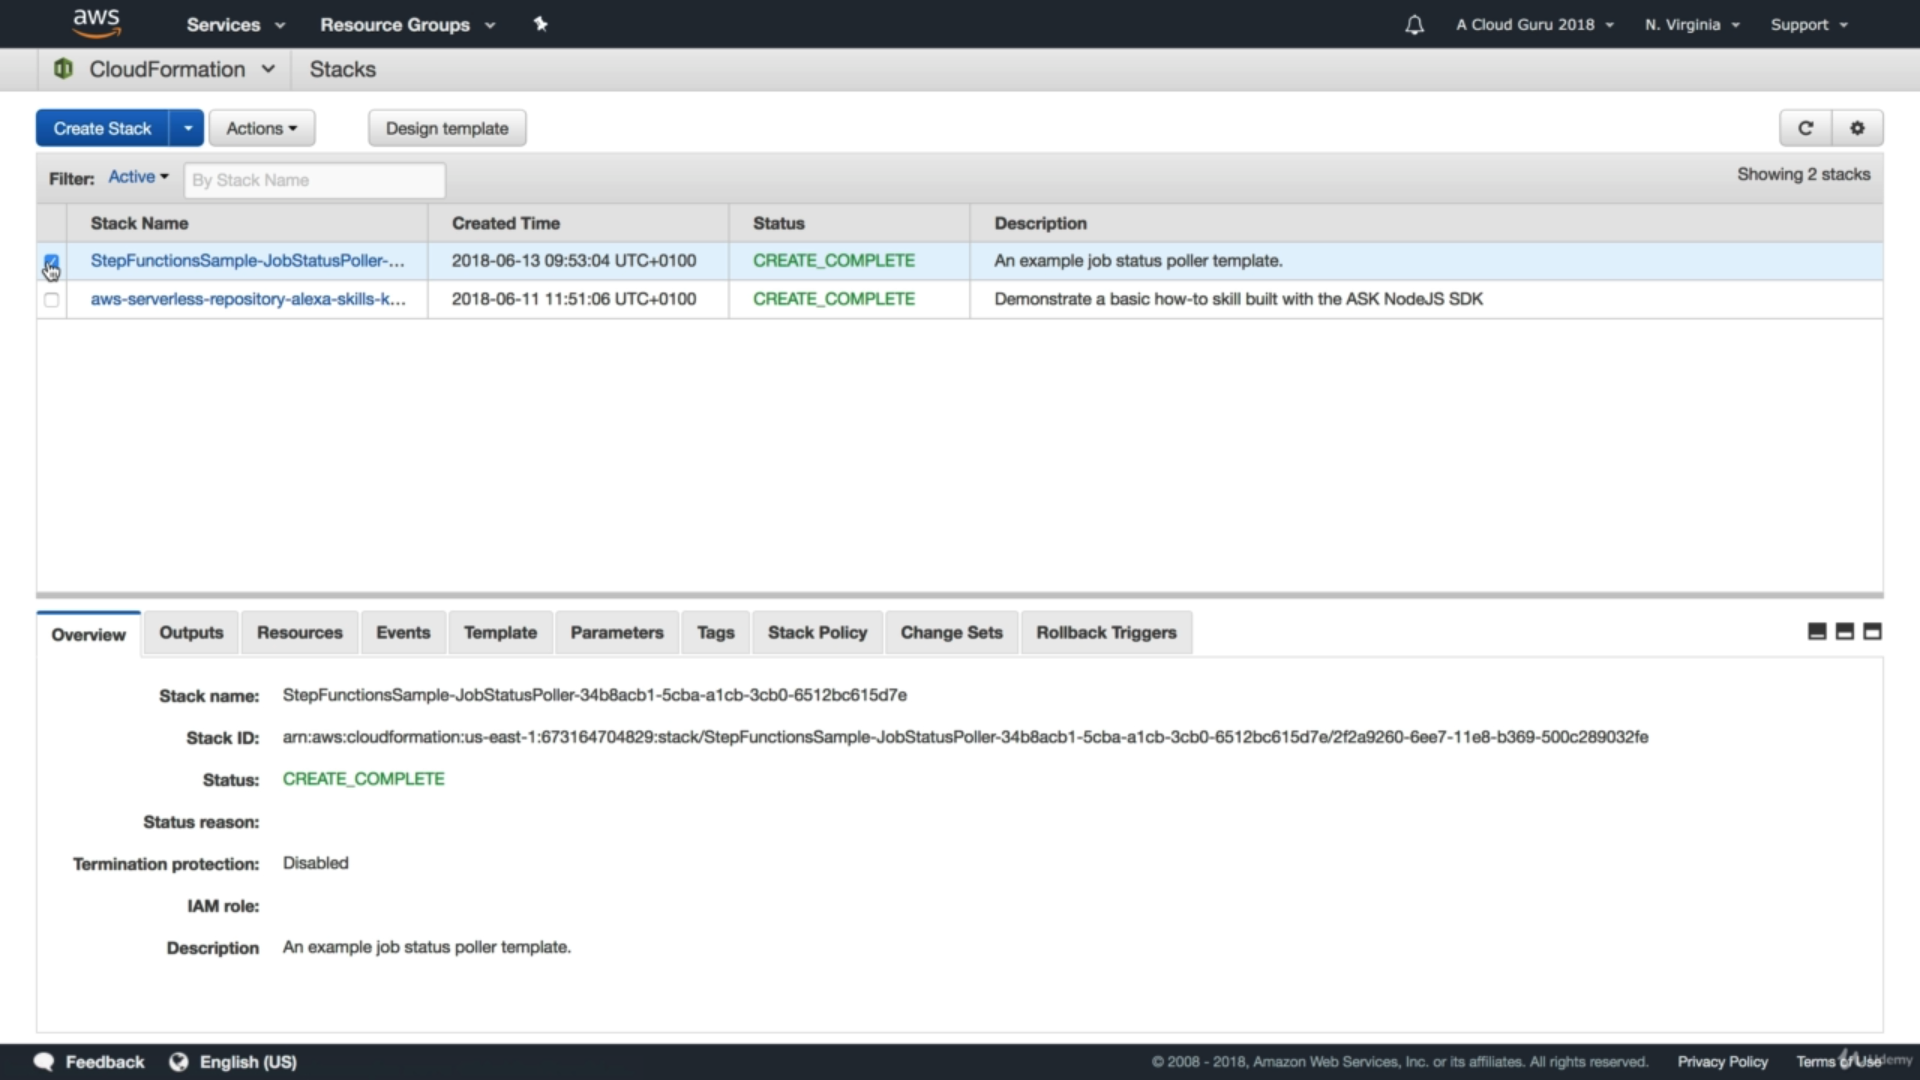 aws Services Resource Groups A Cloud Guru 2018 N. Virginia Support
CloudFormation Stacks
Create Stack Actions Design template
Filter: Active By Stack Name Showing 2 stacks
Stack Name Created Time Status Description
StepFunctionsSample-JobStatusPoller-... 2018-06-13 09:53:04 UTC+0100 CREATE_COMPLETE An example job status poller template.
aws-serverless-repository-alexa-skills-k... 2018-06-11 11:51:06 UTC+0100 CREATE_COMPLETE Demonstrate a basic how-to skill built with the ASK NodeJS SDK
Overview Outputs Resources Events Template Parameters Tags Stack Policy Change Sets Rollback Triggers
Stack name: StepFunctionsSample-JobStatusPoller-34b8acb1-5cba-a1cb-3cb0-6512bc615d7e
Stack ID: arn:aws:cloudformation:us-east-1:673164704829:stack/StepFunctionsSample-JobStatusPoller-34b8acb1-5cba-a1cb-3cb0-6512bc615d7e/2f2a9260-6ee7-11e8-b369-500c289032fe
Status: CREATE_COMPLETE
Status reason:
Termination protection: Disabled
IAM role:
Description An example job status poller template.
Feedback English (US) © 2008 - 2018, Amazon Web Services, Inc. or its affiliates. All rights reserved. Privacy Policy Terms of Use